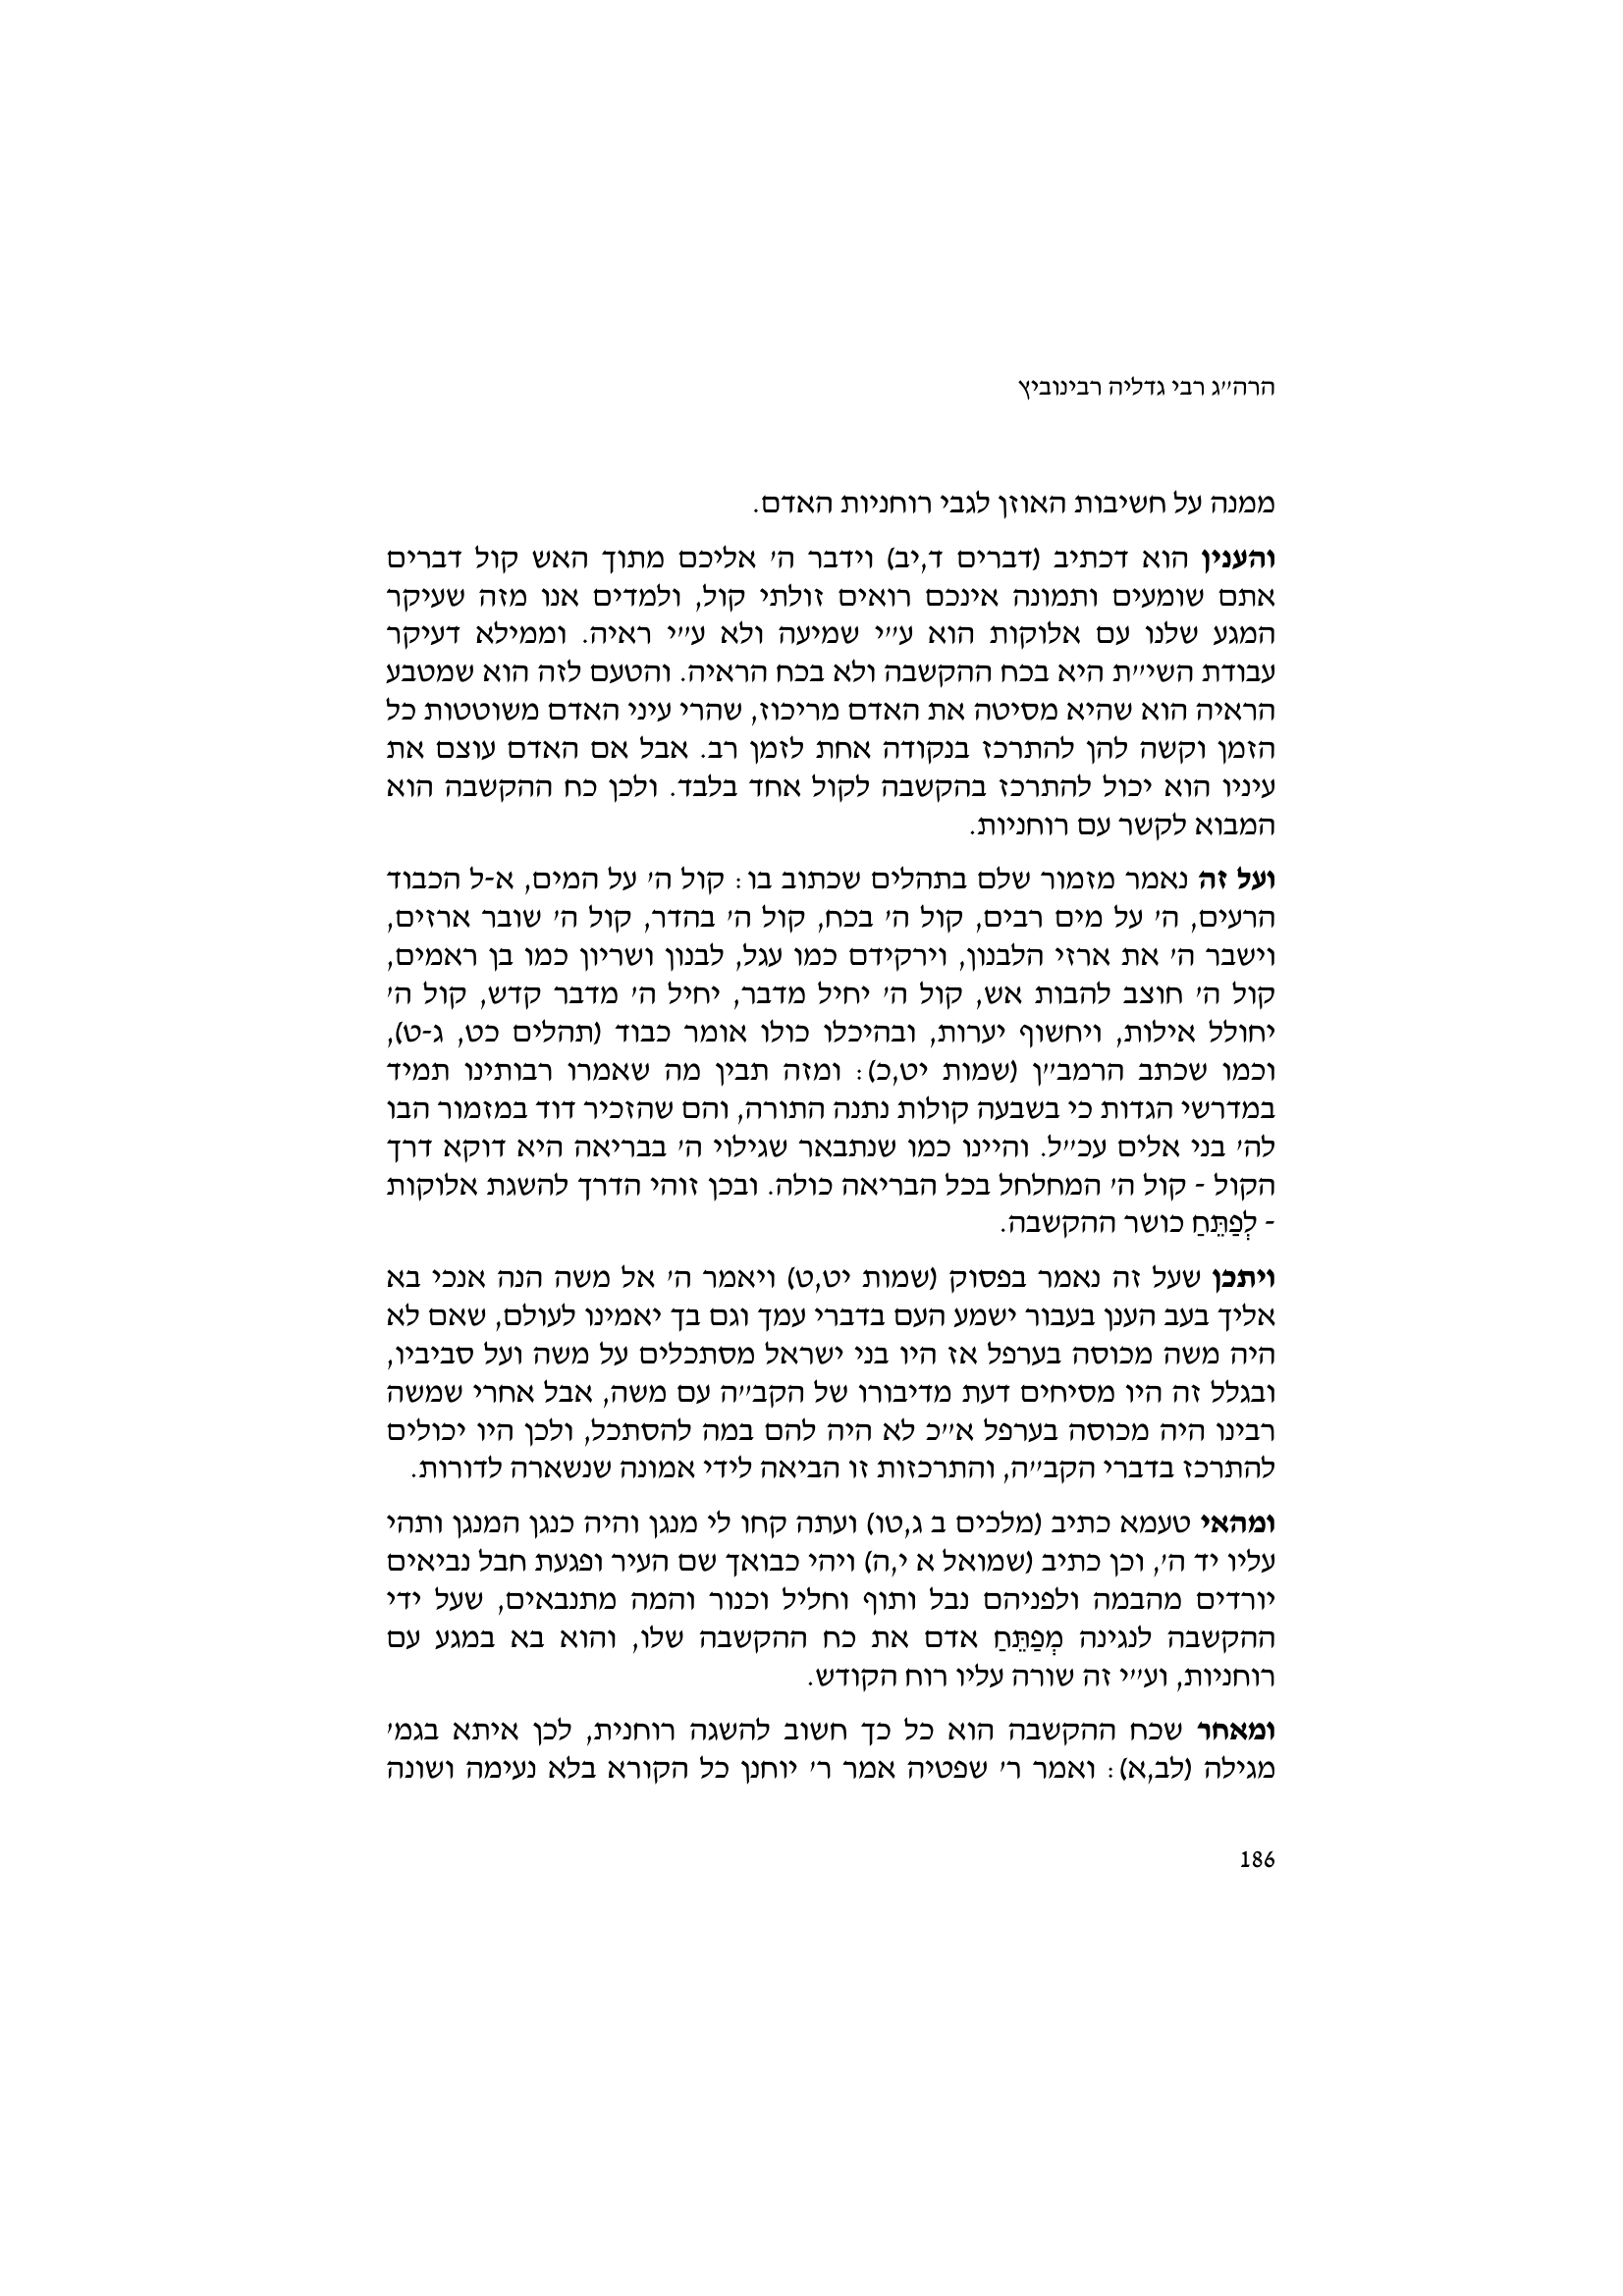 הרה״ג רבי גדליה רבינוביץ
ממנה על חשיבות האוזן לגבי רוחניות האדם.
והענין הוא דכתיב (דברים ד,יב) וידבר ה׳ אליכם מתוך האש קול דברים
אתם שומעים ותמונה אינכם רואים זולתי קול, ולמדים אנו מזה שעיקר
המגע שלנו עם אלוקות הוא ע״י שמיעה ולא ע״י ראיה. וממילא דעיקר
עבודת השי״ת היא בכח ההקשבה ולא בכח הראיה. והטעם לזה הוא שמטבע
הראיה הוא שהיא מסיטה את האדם מריכוז, שהרי עיני האדם משוטטות כל
הזמן וקשה להן להתרכז בנקודה אחת לזמן רב. אבל אם האדם עוצם את
עיניו הוא יכול להתרכז בהקשבה לקול אחד בלבד. ולכן כח ההקשבה הוא
המבוא לקשר עם רוחניות.
ועל זה נאמר מזמור שלם בתהלים שכתוב בו: קול ה׳ על המים, א-ל הכבוד
הרעים, ה׳ על מים רבים, קול ה׳ בכח, קול ה׳ בהדר, קול ה׳ שובר ארזים,
וישבר ה׳ את ארזי הלבנון, וירקידם כמו עגל, לבנון ושריון כמו בן ראמים,
קול ה׳ חוצב להבות אש, קול ה׳ יחיל מדבר, יחיל ה׳ מדבר קדש, קול ה׳
יחולל אילות, ויחשוף יערות, ובהיכלו כולו אומר כבוד (תהלים כט, ג-ט),
וכמו שכתב הרמב״ן (שמות יט,כ): ומזה תבין מה שאמרו רבותינו תמיד
במדרשי הגדות כי בשבעה קולות נתנה התורה, והם שהזכיר דוד במזמור הבו
לה׳ בני אלים עכ״ל. והיינו כמו שנתבאר שגילוי ה׳ בבריאה היא דוקא דרך
הקול - קול ה׳ המחלחל בכל הבריאה כולה. ובכן זוהי הדרך להשגת אלוקות
- לְפַתֵּחַ כושר ההקשבה.
ויתכן שעל זה נאמר בפסוק (שמות יט,ט) ויאמר ה׳ אל משה הנה אנכי בא
אליך בעב הענן בעבור ישמע העם בדברי עמך וגם בך יאמינו לעולם, שאם לא
היה משה מכוסה בערפל אז היו בני ישראל מסתכלים על משה ועל סביביו,
ובגלל זה היו מסיחים דעת מדיבורו של הקב״ה עם משה, אבל אחרי שמשה
רבינו היה מכוסה בערפל א״כ לא היה להם במה להסתכל, ולכן היו יכולים
להתרכז בדברי הקב״ה, והתרכזות זו הביאה לידי אמונה שנשארה לדורות.
ומהאי טעמא כתיב (מלכים ב ג,טו) ועתה קחו לי מנגן והיה כנגן המנגן ותהי
עליו יד ה׳, וכן כתיב (שמואל א י,ה) ויהי כבואך שם העיר ופגעת חבל נביאים
יורדים מהבמה ולפניהם נבל ותוף וחליל וכנור והמה מתנבאים, שעל ידי
ההקשבה לנגינה מְפַתֵּחַ אדם את כח ההקשבה שלו, והוא בא במגע עם
רוחניות, וע״י זה שורה עליו רוח הקודש.
ומאחר שכח ההקשבה הוא כל כך חשוב להשגה רוחנית, לכן איתא בגמ׳
מגילה (לב,א): ואמר ר׳ שפטיה אמר ר׳ יוחנן כל הקורא בלא נעימה ושונה
186